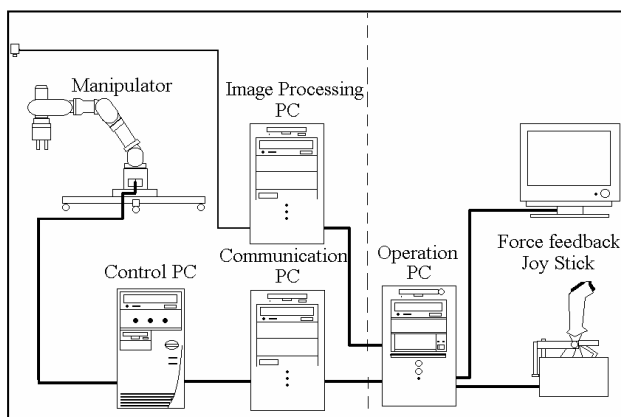 Manipulator
Image Processing
PC
Control PC
Communication
PC
Operation
PC
Force feedback
Joy Stick